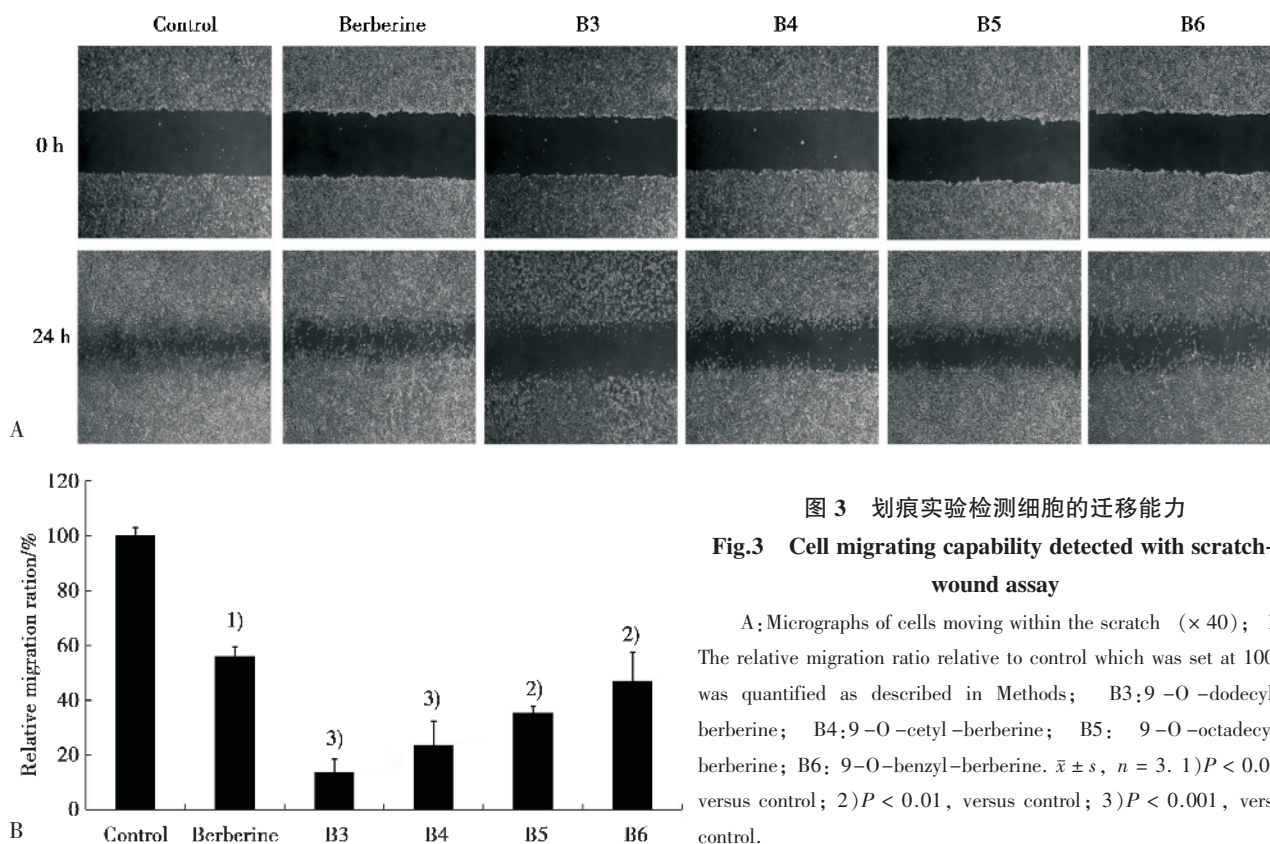 Control Berberine B3 B4 B5 B6
0 h
24 h
A
120
100
80
60
40
20
0
Relative migration ration/%
1)
3)
3)
2)
2)
Control Berberine B3 B4 B5 B6
B
图 3 划痕实验检测细胞的迁移能力
Fig.3 Cell migrating capability detected with scratch-
wound assay
A:Micrographs of cells moving within the scratch (× 40);
The relative migration ratio relative to control which was set at 100
was quantified as described in Methods; B3:9 -O -dodecyl
berberine; B4:9 -O -cetyl -berberine; B5: 9 -O -octadecy
berberine; B6: 9-O-benzyl-berberine. x̄ ± s, n = 3. 1)P < 0.0
versus control; 2)P < 0.01, versus control; 3)P < 0.001, vers
control.